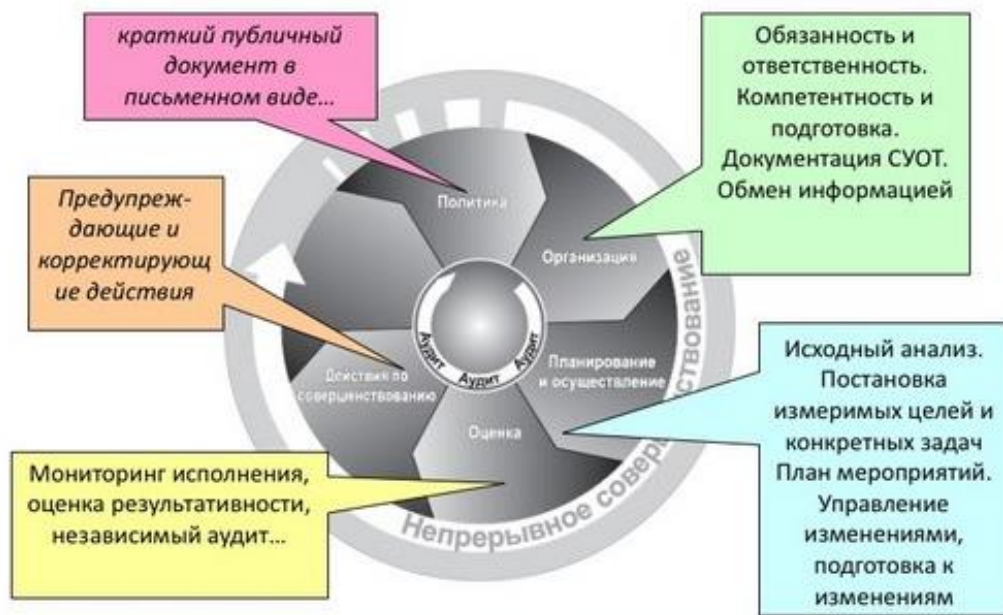 краткий публичный
документ в
письменном виде…
Обязанность и
ответственность.
Компетентность и
подготовка.
Документация СУОТ.
Обмен информацией
Предупреж-
дающие и
корректирующ
ие действия
Политика
Организация
Планирование
и осуществление
Оценка
Действия по
совершенствованию
Аудит
Аудит
Аудит
Исходный анализ.
Постановка
измеримых целей и
конкретных задач
План мероприятий.
Управление
изменениями,
подготовка к
изменениям
Мониторинг исполнения,
оценка результативности,
независимый аудит…
Непрерывное совер
ствование